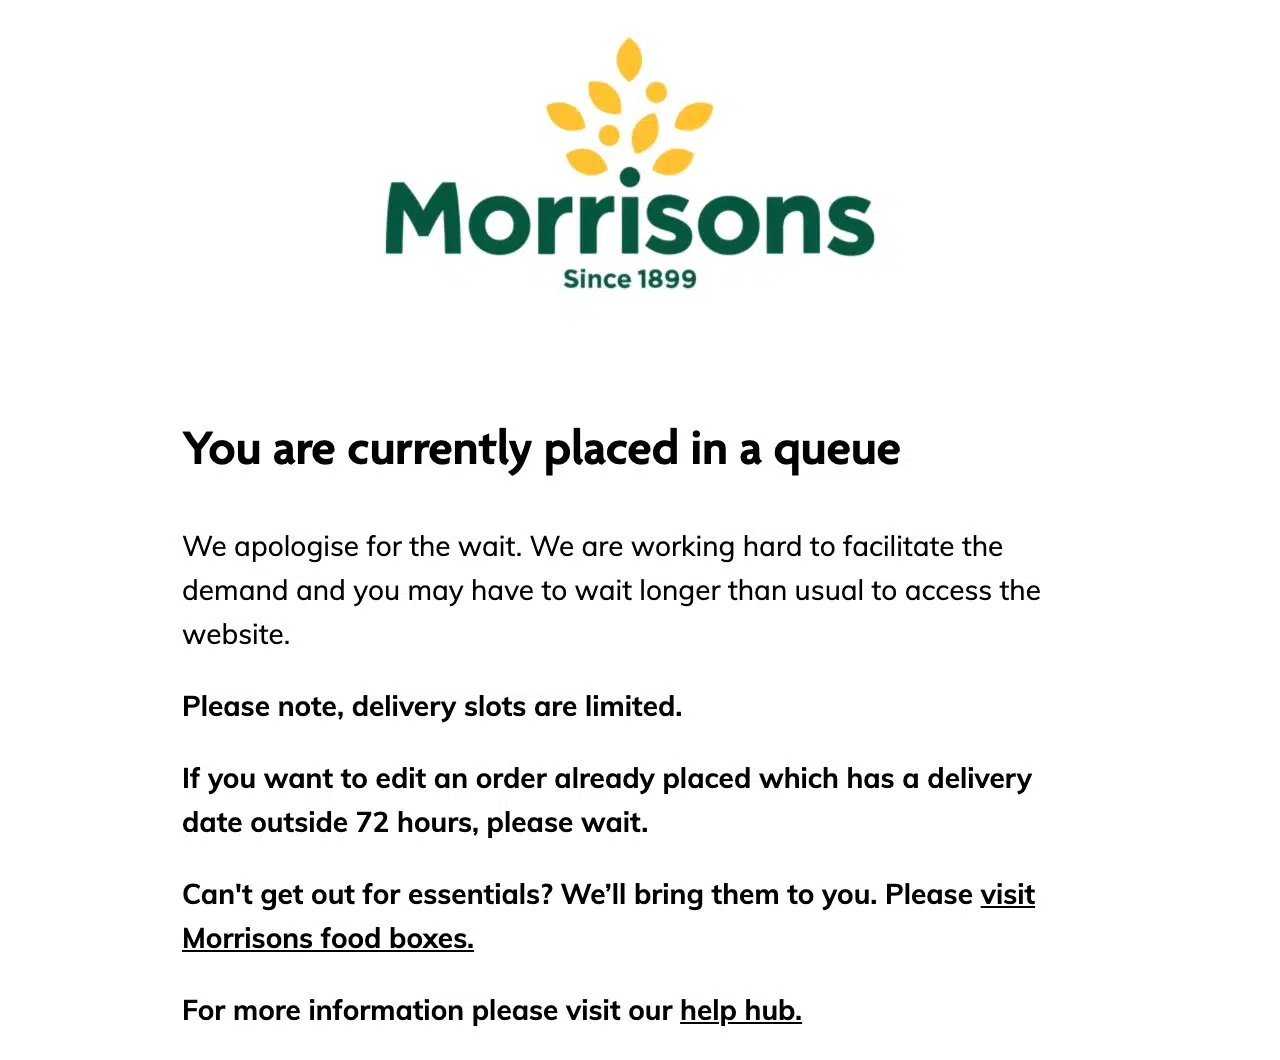 Morrisons
Since 1899
You are currently placed in a queue
We apologise for the wait. We are working hard to facilitate the
demand and you may have to wait longer than usual to access the
website.
Please note, delivery slots are limited.
If you want to edit an order already placed which has a delivery
date outside 72 hours, please wait.
Can't get out for essentials? We’ll bring them to you. Please visit
Morrisons food boxes.
For more information please visit our help hub.